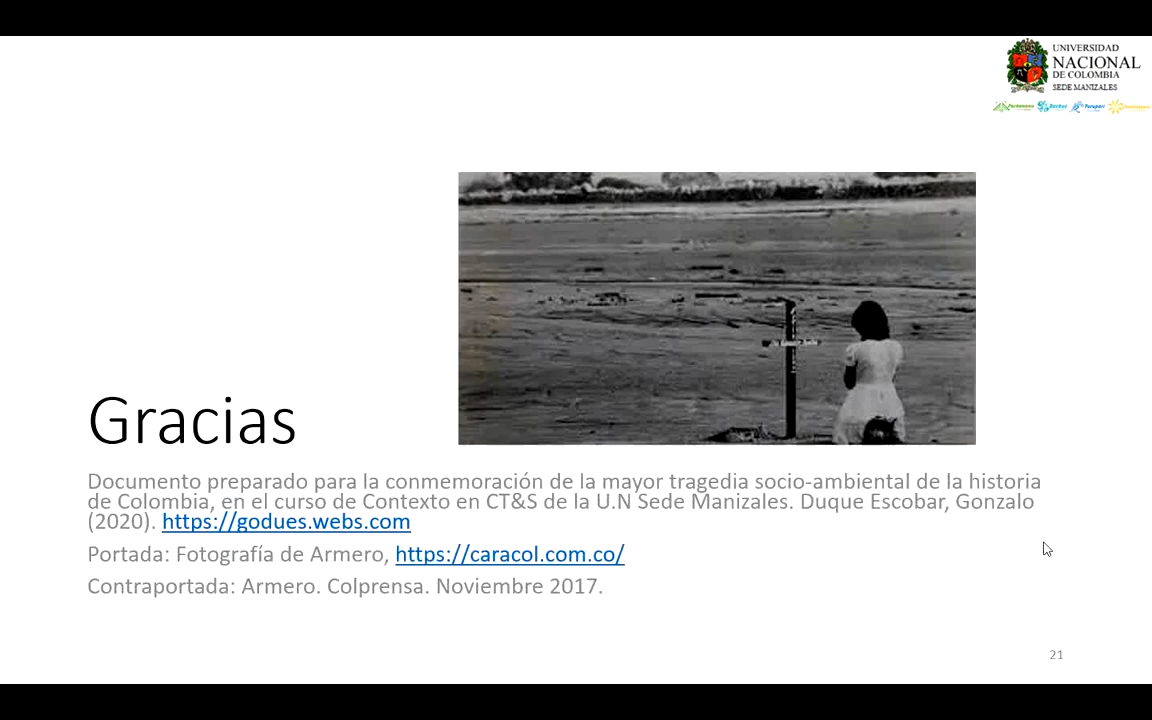 UNIVERSIDAD
NACIONAL
DE COLOMBIA
SEDE MANIZALES
Gracias
Documento preparado para la conmemoración de la mayor tragedia socio-ambiental de la historia
de Colombia, en el curso de Contexto en CT&S de la U.N Sede Manizales. Duque Escobar, Gonzalo
(2020). https://godues.webs.com
Portada: Fotografía de Armero, https://caracol.com.co/
Contraportada: Armero. Colprensa. Noviembre 2017.
21